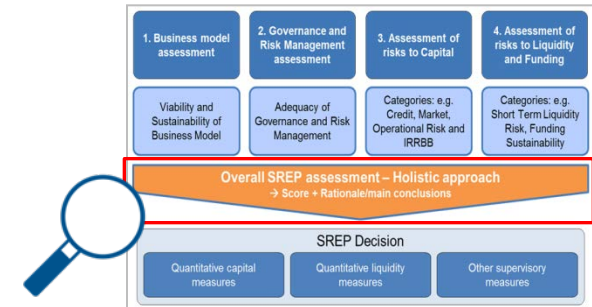 1. Business model
assessment
2. Governance and
Risk Management
assessment
3. Assessment of
risks to Capital
4. Assessment of
risks to Liquidity
and Funding
Viability and
Sustainability of
Business Model
Adequacy of
Governance and Risk
Management
Categories: e.g.
Credit, Market,
Operational Risk and
IRRBB
Categories: e.g.
Short Term Liquidity
Risk, Funding
Sustainability
Overall SREP assessment – Holistic approach
→ Score + Rationale/main conclusions
SREP Decision
Quantitative capital
measures
Quantitative liquidity
measures
Other supervisory
measures